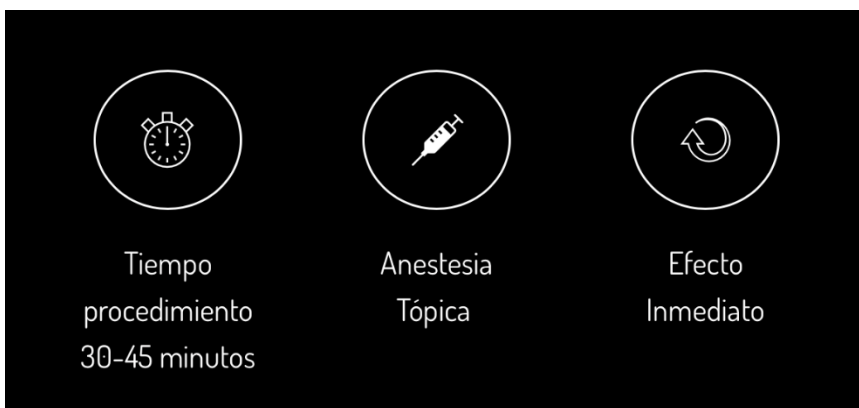 Tiempo
procedimiento
30-45 minutos
Anestesia
Tópica
Efecto
Inmediato